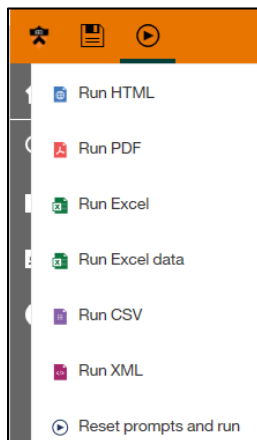 Run HTML
Run PDF
Run Excel
Run Excel data
Run CSV
Run XML
Reset prompts and run